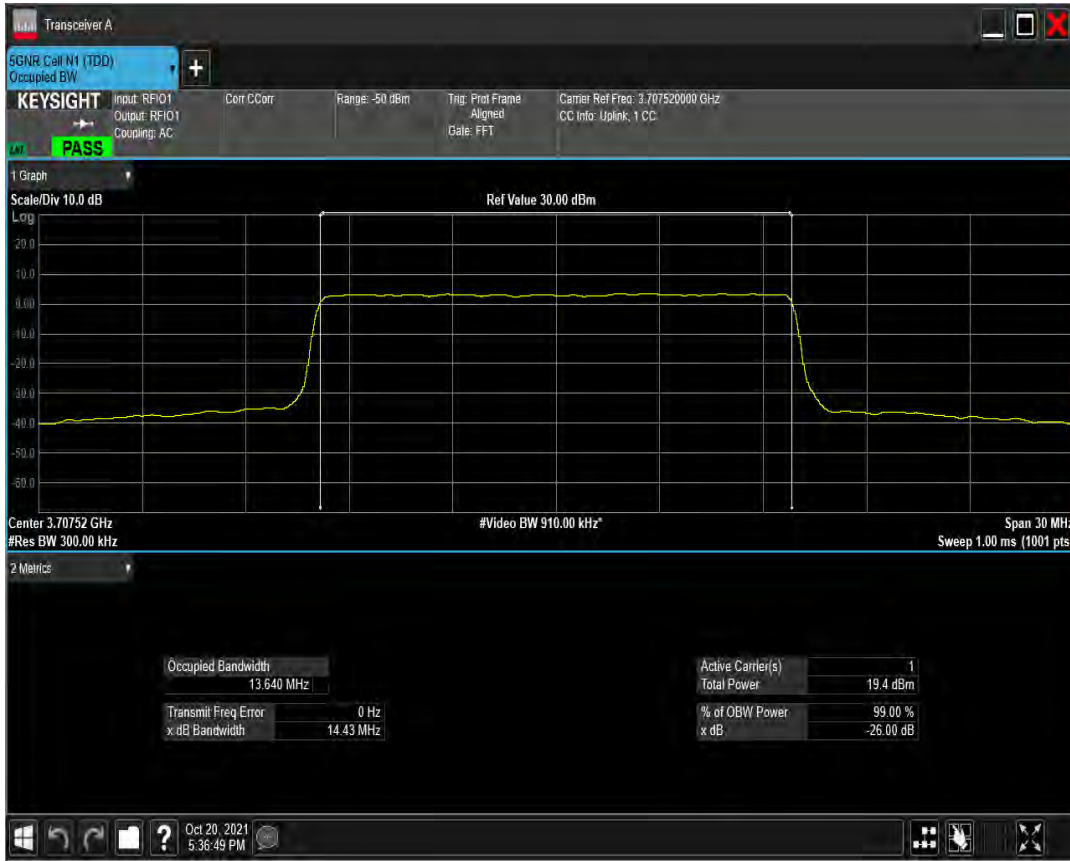 Transceiver A
5GNR Cell N1 (TDD)
Occupied BW
+
KEYSIGHT
PASS
Input: RFIO1
Output: RFIO1
Coupling: AC
Corr CCorr
Range: -50 dBm
Trig: Prot Frame
Aligned
Gate: FFT
Carrier Ref Freq: 3.707520000 GHz
CC Info: Uplink, 1 CC
1 Graph
Scale/Div 10.0 dB
Ref Value 30.00 dBm
Log
20.0
10.0
0.00
-10.0
-20.0
-30.0
-40.0
-50.0
-60.0
Center 3.70752 GHz
#Video BW 910.00 kHz*
Span 30 MHz
#Res BW 300.00 kHz
Sweep 1.00 ms (1001 pts
2 Metrics
Occupied Bandwidth
13.640 MHz
Transmit Freq Error 0 Hz
x dB Bandwidth 14.43 MHz
Active Carrier(s) 1
Total Power 19.4 dBm
% of OBW Power 99.00 %
x dB -26.00 dB
?
Oct 20, 2021
5:36:49 PM